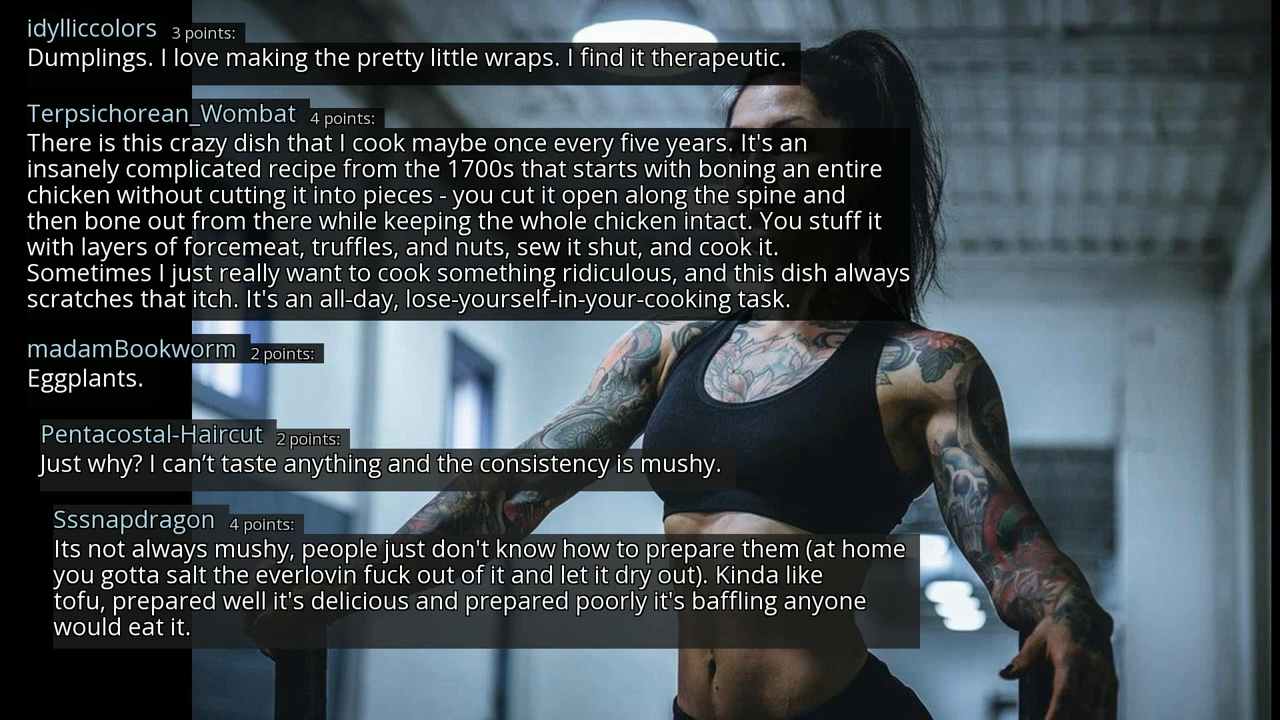 idylliccolors 3 points:
Dumplings. I love making the pretty little wraps. I find it therapeutic.
Terpsichorean_Wombat 4 points:
There is this crazy dish that I cook maybe once every five years. It's an
insanely complicated recipe from the 1700s that starts with boning an entire
chicken without cutting it into pieces - you cut it open along the spine and
then bone out from there while keeping the whole chicken intact. You stuff it
with layers of forcemeat, truffles, and nuts, sew it shut, and cook it.
Sometimes I just really want to cook something ridiculous, and this dish always
scratches that itch. It's an all-day, lose-yourself-in-your-cooking task.
madamBookworm 2 points:
Eggplants.
Pentacostal-Haircut 2 points:
Just why? I can’t taste anything and the consistency is mushy.
Sssnapdragon 4 points:
Its not always mushy, people just don't know how to prepare them (at home
you gotta salt the everlovin fuck out of it and let it dry out). Kinda like
tofu, prepared well it's delicious and prepared poorly it's baffling anyone
would eat it.